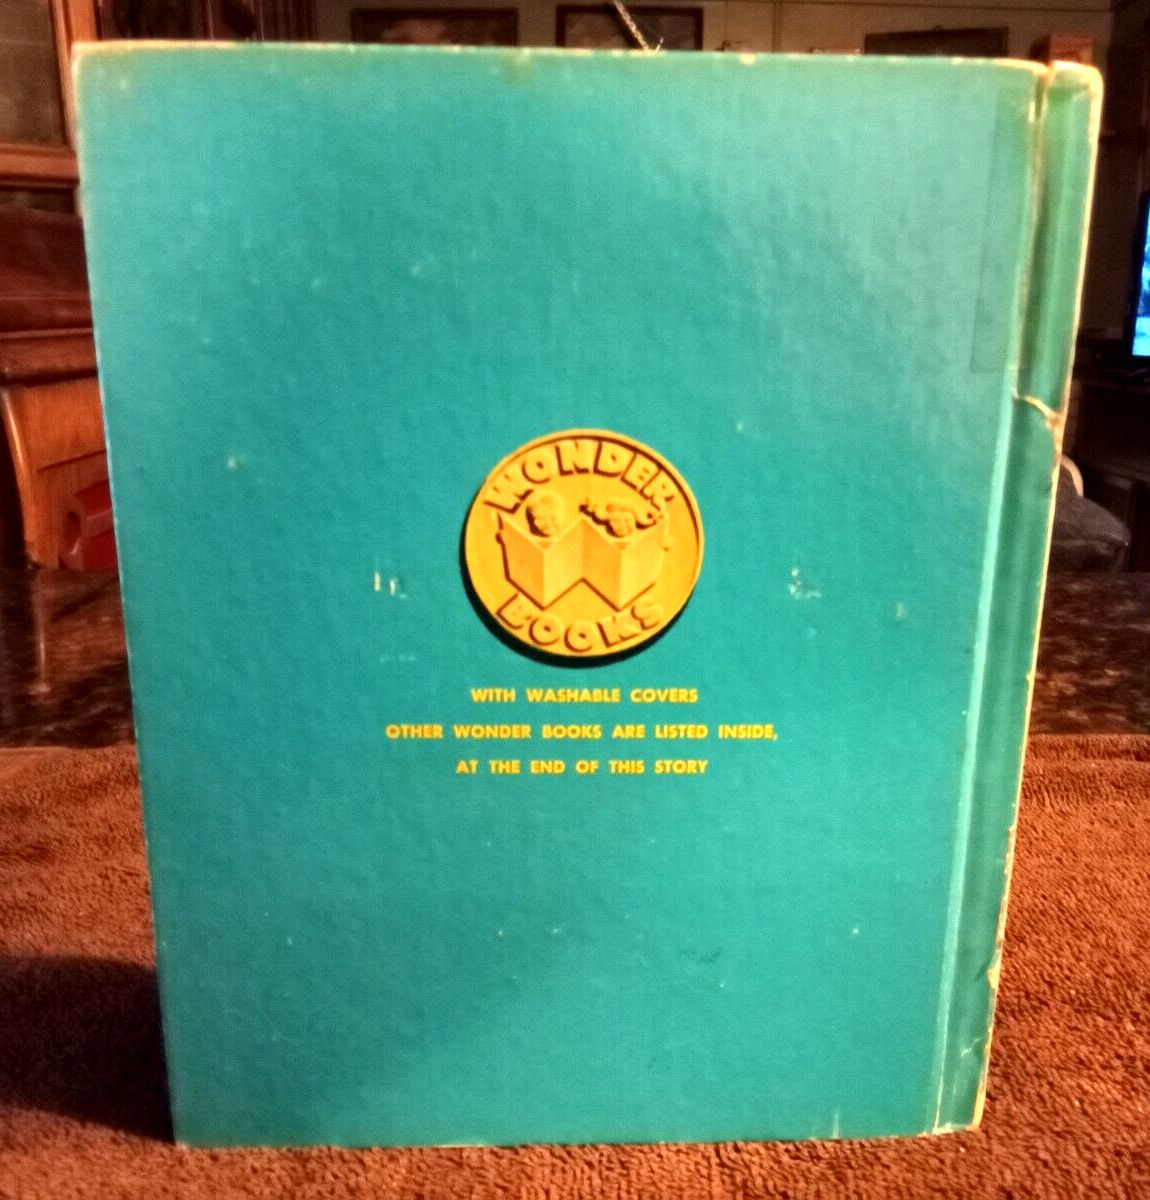 WONDER
BOOKS
WITH WASHABLE COVERS
OTHER WONDER BOOKS ARE LISTED INSIDE,
AT THE END OF THIS STORY